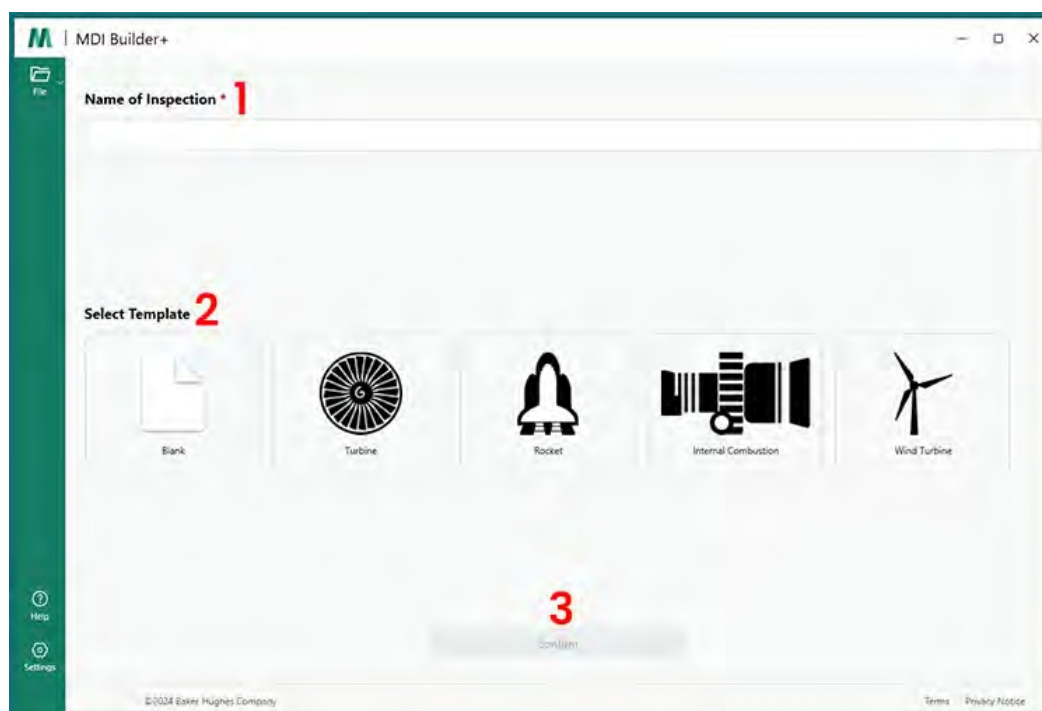 M | MDI Builder+
File
Name of Inspection * 1
Select Template 2
Blank Turbine Rocket Internal Combustion Wind Turbine
3
Confirm
Help
Settings
©2024 Baker Hughes Company Terms Privacy Notice